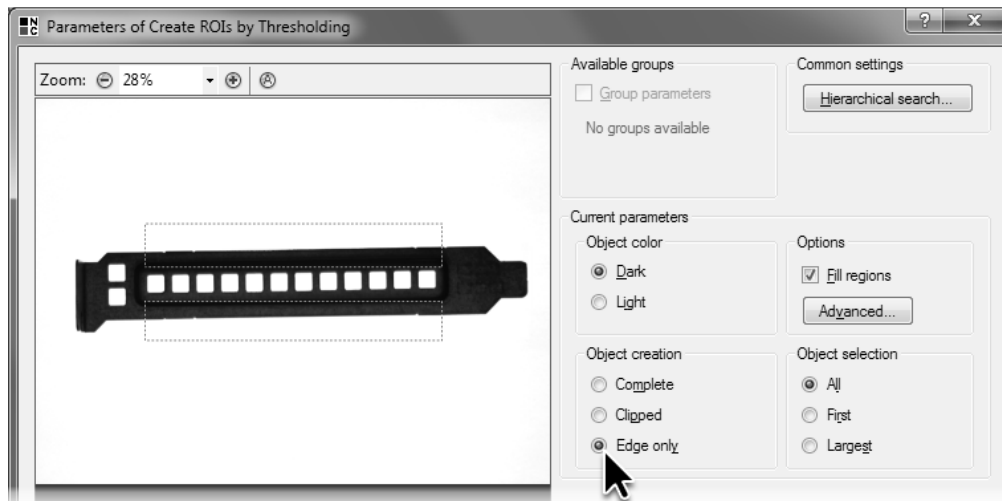 NC Parameters of Create ROIs by Thresholding
? X
Zoom: 28%
A
Available groups
Group parameters
No groups available
Common settings
Hierarchical search...
Current parameters
Object color
Dark
Light
Options
Fill regions
Advanced...
Object creation
Complete
Clipped
Edge only
Object selection
All
First
Largest